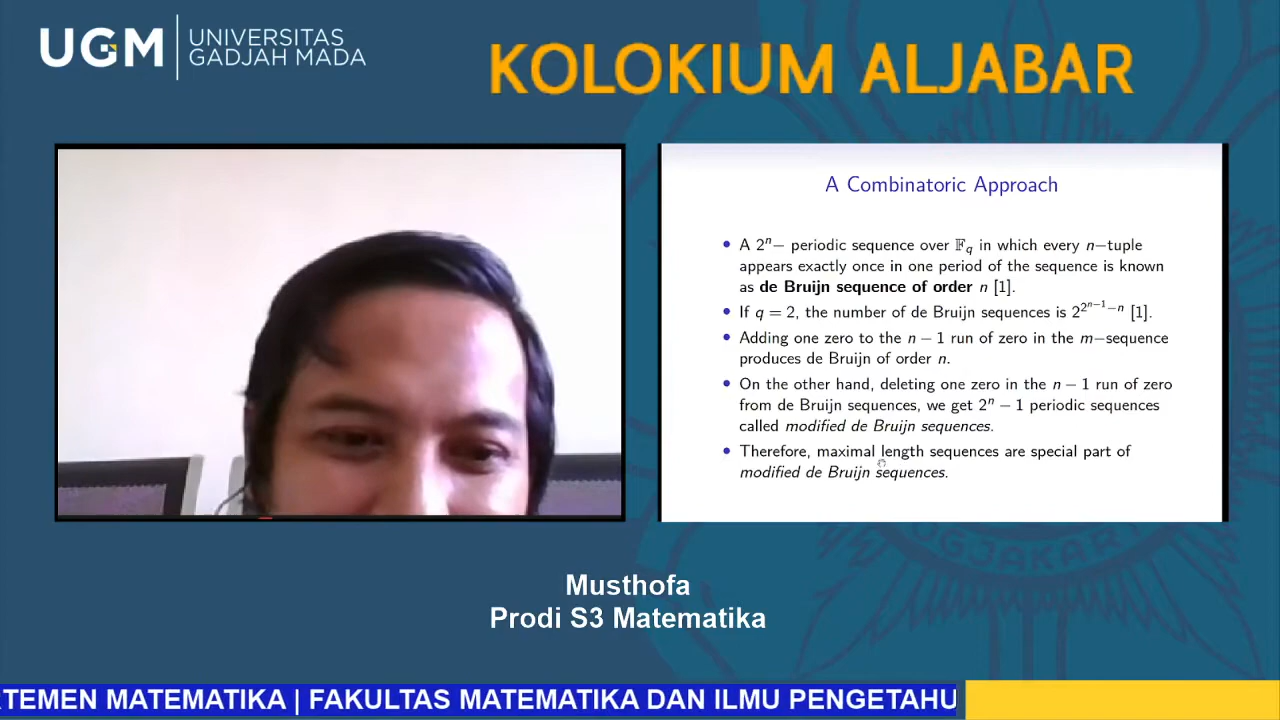 UGM
UNIVERSITAS
GADJAH MADA
KOLOKIUM ALJABAR
A Combinatoric Approach
• A 2ⁿ− periodic sequence over 𝔽_q in which every n−tuple
appears exactly once in one period of the sequence is known
as de Bruijn sequence of order n [1].
• If q = 2, the number of de Bruijn sequences is 2^{2^{n−1}−n} [1].
• Adding one zero to the n − 1 run of zero in the m−sequence
produces de Bruijn of order n.
• On the other hand, deleting one zero in the n − 1 run of zero
from de Bruijn sequences, we get 2ⁿ − 1 periodic sequences
called modified de Bruijn sequences.
• Therefore, maximal length sequences are special part of
modified de Bruijn sequences.
GJAKAR
Musthofa
Prodi S3 Matematika
TEMEN MATEMATIKA | FAKULTAS MATEMATIKA DAN ILMU PENGETAHU